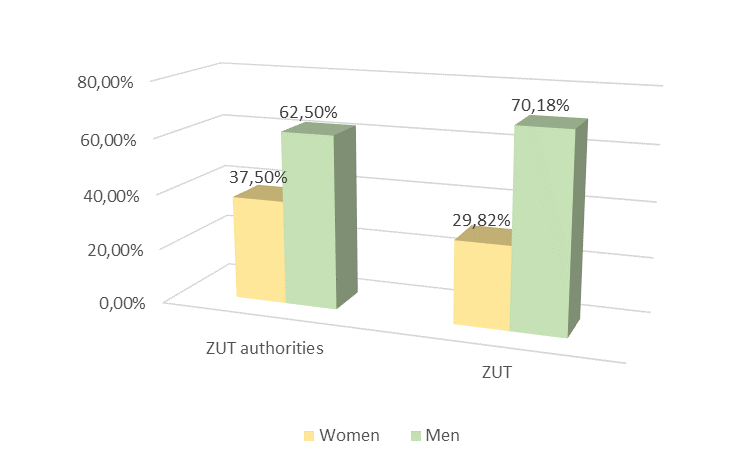 80,00%
60,00%
40,00%
20,00%
0,00%
37,50%
62,50%
29,82%
70,18%
ZUT authorities
ZUT
Women
Men